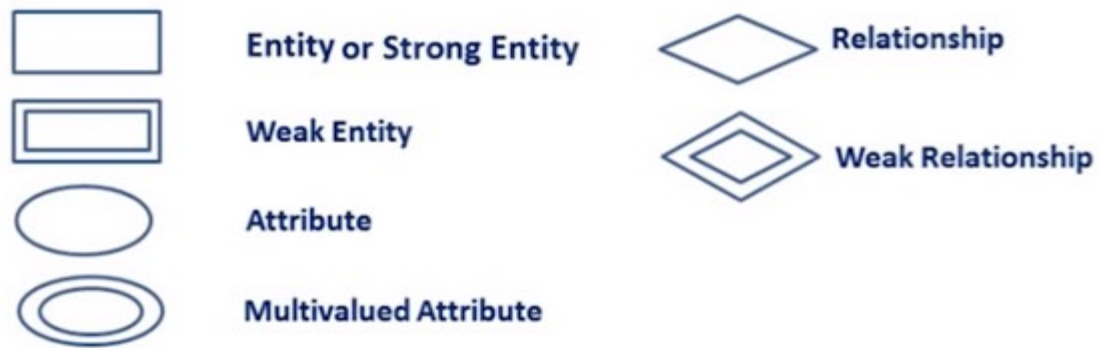 Entity or Strong Entity
Relationship
Weak Entity
Weak Relationship
Attribute
Multivalued Attribute